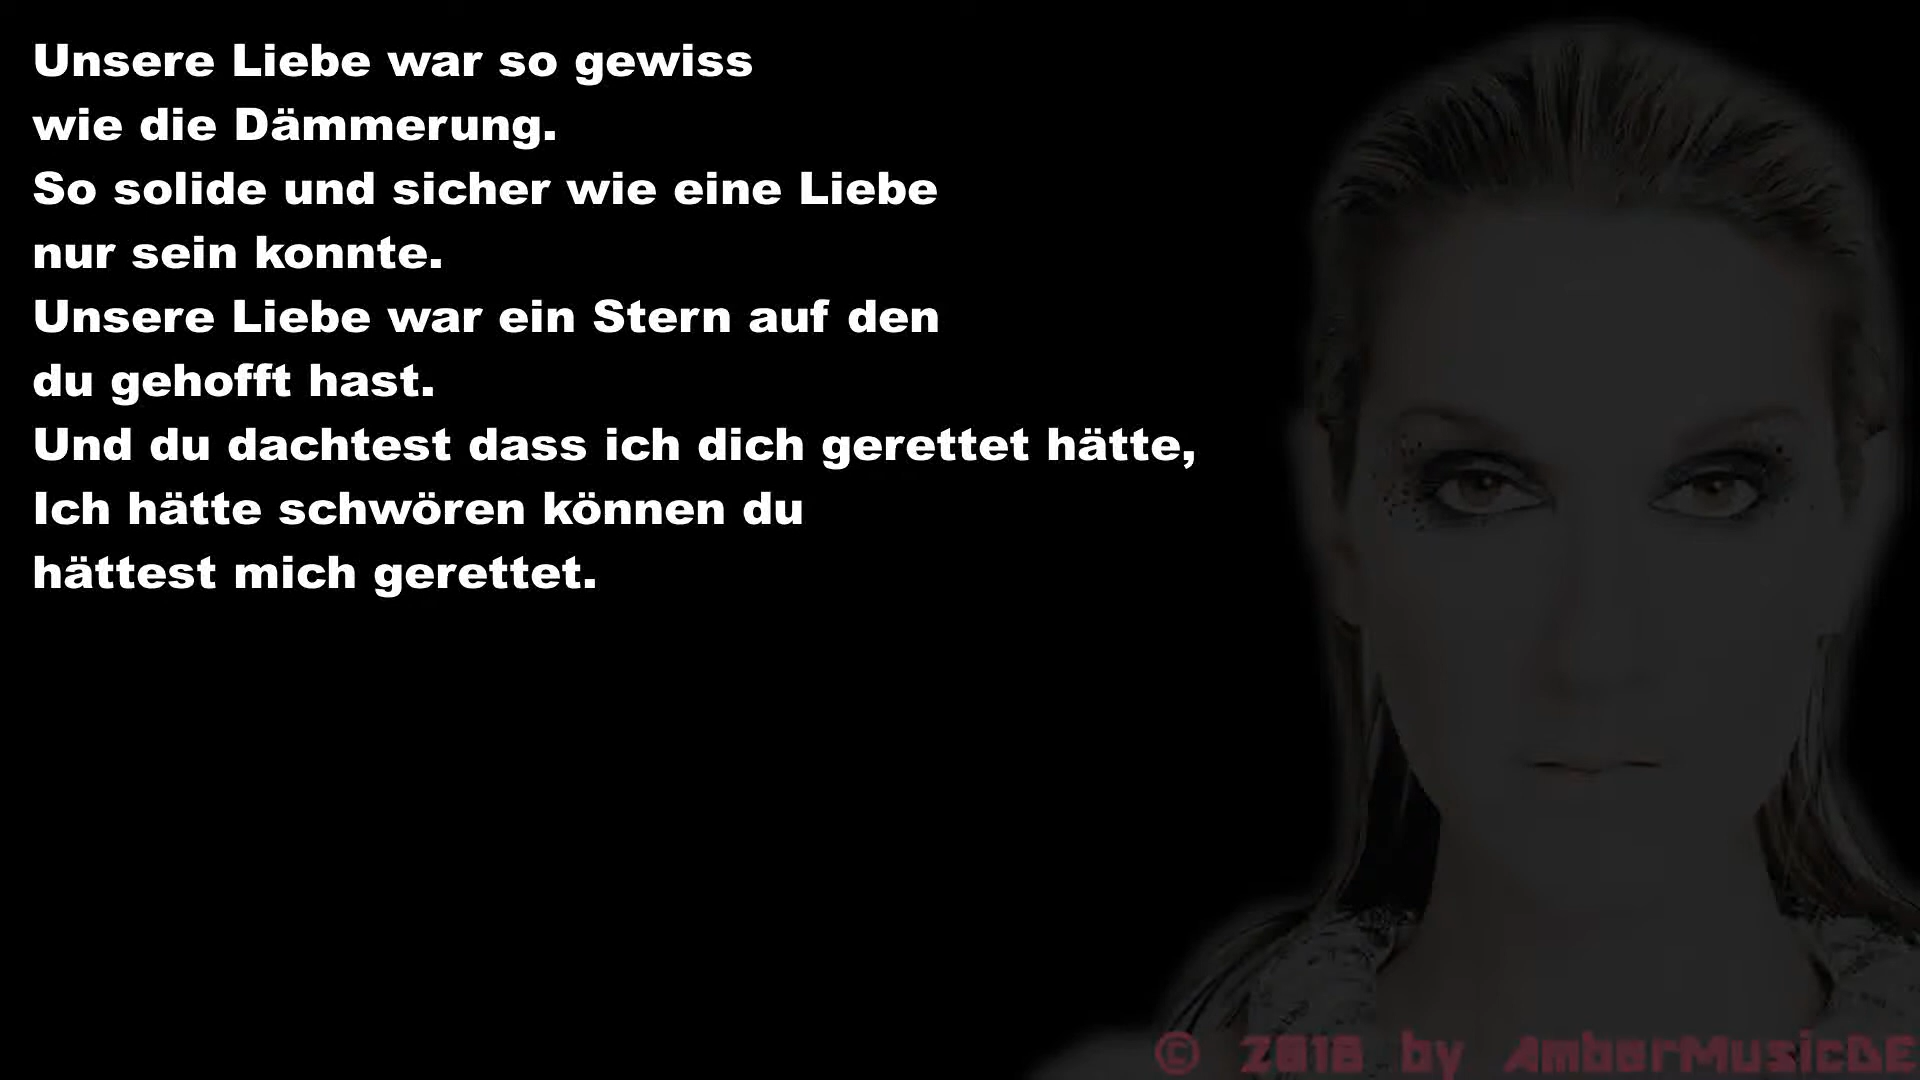 Unsere Liebe war so gewiss
wie die Dämmerung.
So solide und sicher wie eine Liebe
nur sein konnte.
Unsere Liebe war ein Stern auf den
du gehofft hast.
Und du dachtest dass ich dich gerettet hätte,
Ich hätte schwören können du
hättest mich gerettet.
© 2018 by AmberMusicDE